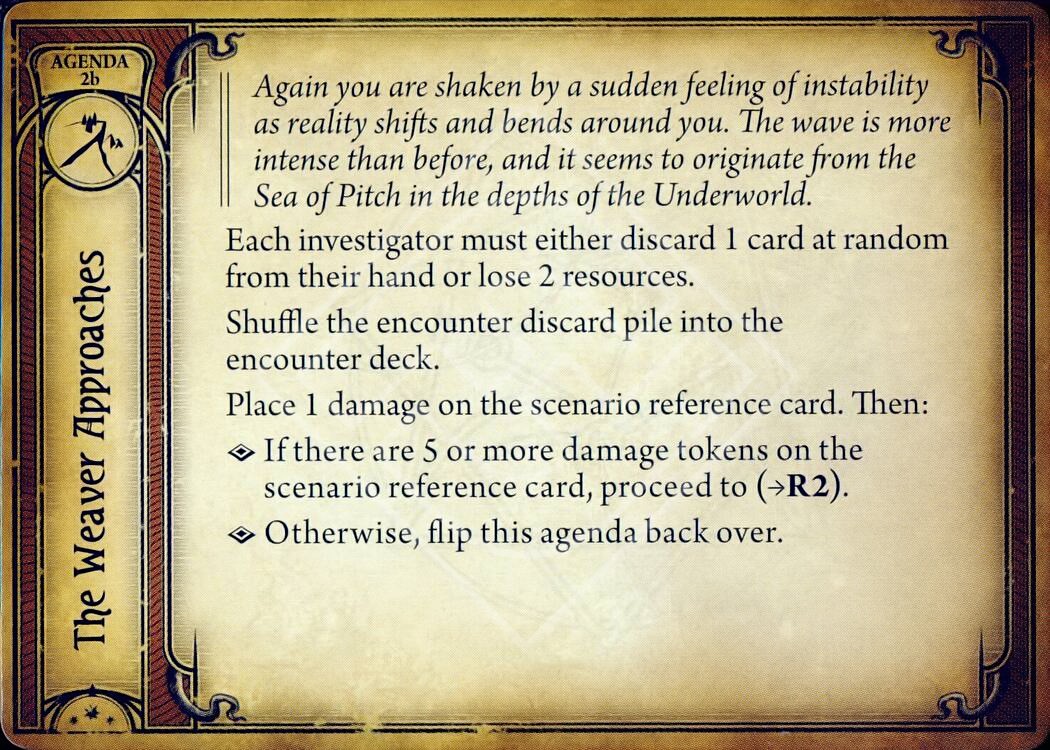 AGENDA
2b
The Weaver Approaches
Again you are shaken by a sudden feeling of instability
as reality shifts and bends around you. The wave is more
intense than before, and it seems to originate from the
Sea of Pitch in the depths of the Underworld.
Each investigator must either discard 1 card at random
from their hand or lose 2 resources.
Shuffle the encounter discard pile into the
encounter deck.
Place 1 damage on the scenario reference card. Then:
If there are 5 or more damage tokens on the
scenario reference card, proceed to (→R2).
Otherwise, flip this agenda back over.